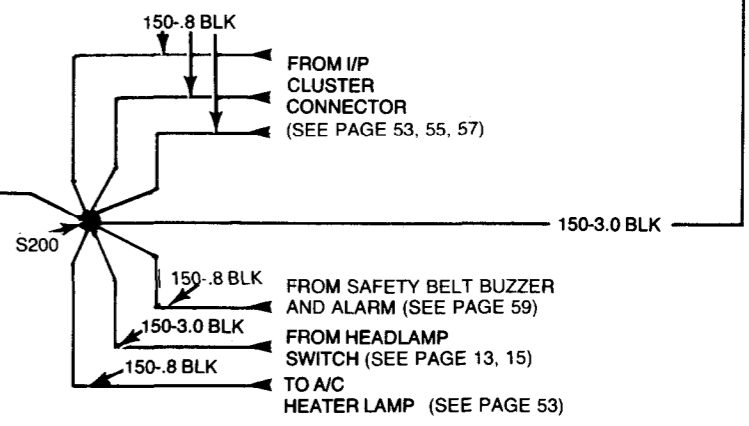 150-.8 BLK
FROM I/P
CLUSTER
CONNECTOR
(SEE PAGE 53, 55, 57)
150-3.0 BLK
S200
150-.8 BLK
FROM SAFETY BELT BUZZER
AND ALARM (SEE PAGE 59)
150-3.0 BLK
FROM HEADLAMP
SWITCH (SEE PAGE 13, 15)
150-.8 BLK
TO A/C
HEATER LAMP (SEE PAGE 53)